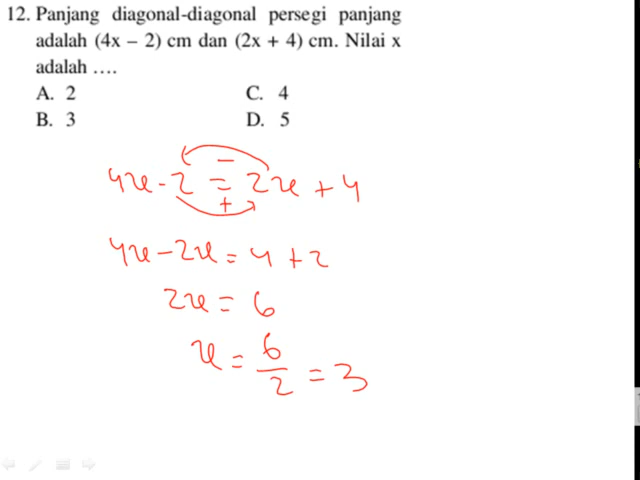 12. Panjang diagonal-diagonal persegi panjang
adalah (4x – 2) cm dan (2x + 4) cm. Nilai x
adalah ….
A. 2 C. 4
B. 3 D. 5
−
4x - 2 = 2x + 4
+
4x - 2x = 4 + 2
2x = 6
x = 6/2 = 3